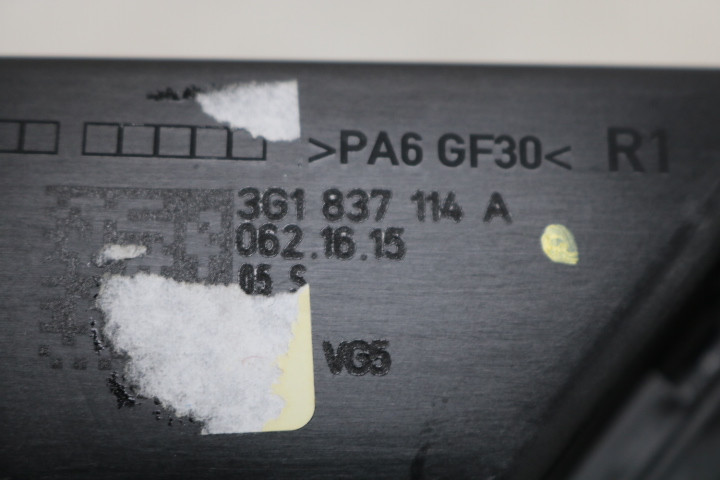 >PA6 GF30< R1
3G1 837 114 A
062.16.15
05 S
VG5